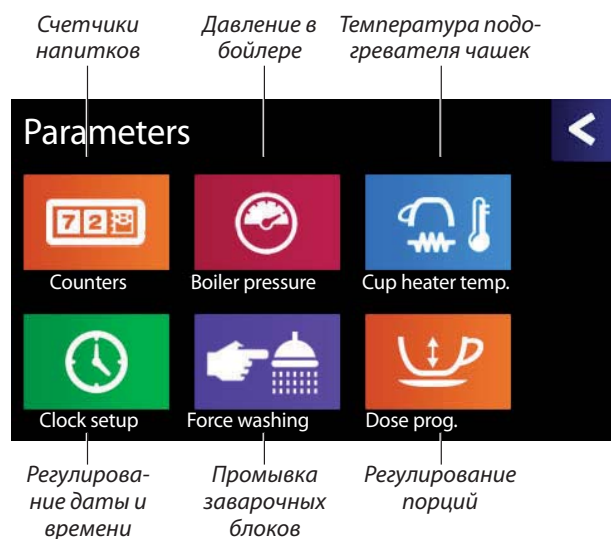 Счетчики
напитков
Давление в
бойлере
Температура подо-
гревателя чашек
Parameters
<
72
Counters
Boiler pressure
Cup heater temp.
Clock setup
Force washing
Dose prog.
Регулирова-
ние даты и
времени
Промывка
заварочных
блоков
Регулирование
порций